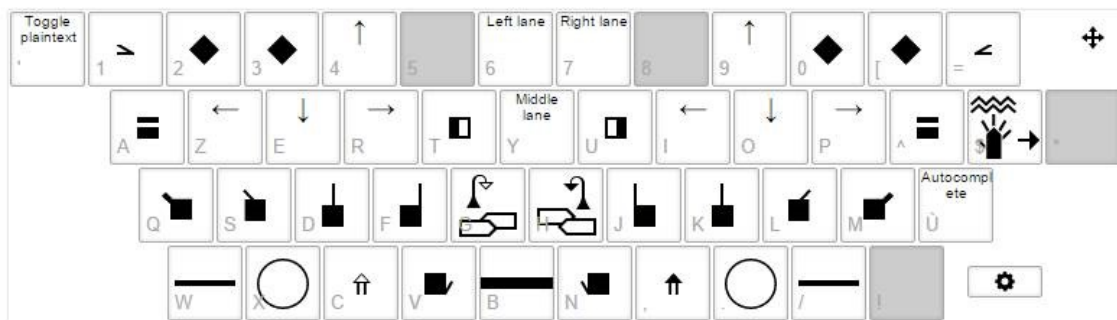 Toggle plaintext Left lane Right lane
' 1 2 3 4 5 6 7 8 9 0 [ =
Middle lane
A Z E R T Y U I O P ^ $ *
Autocomplete
Q S D F G H J K L M Ù
W X C V B N , . / !